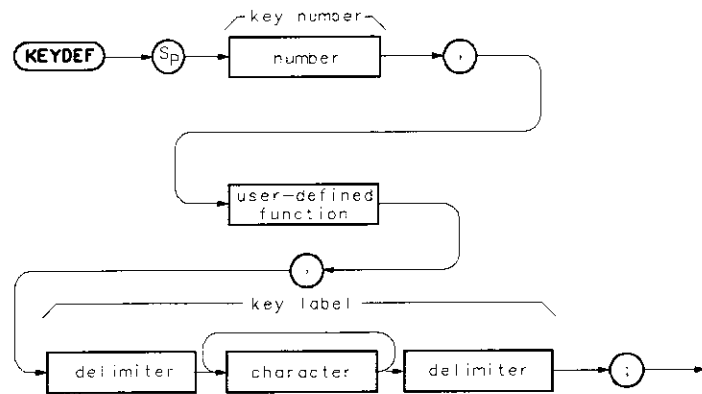 key number
KEYDEF SP number ,
user-defined
function
,
key label
delimiter character delimiter ;